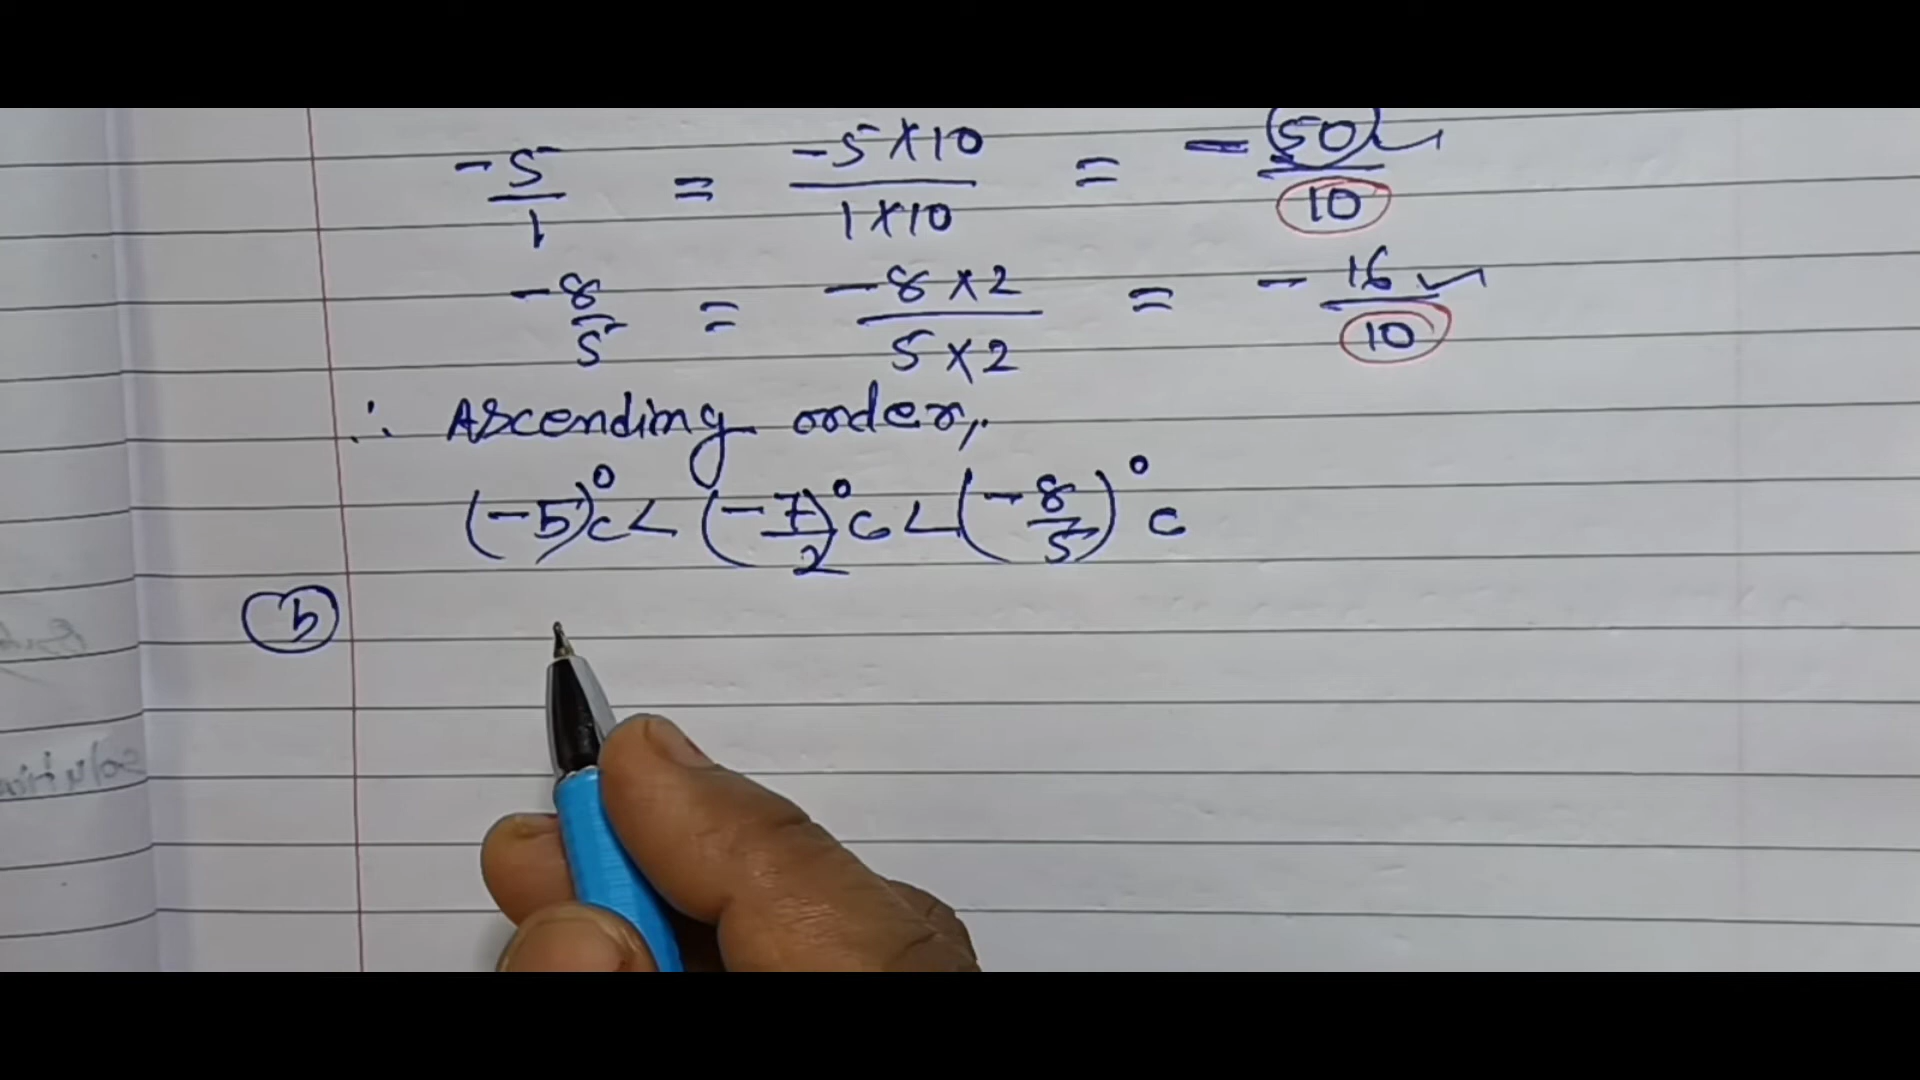 -5/1 = -5×10/1×10 = -50/10
-8/5 = -8×2/5×2 = -16/10
∴ Ascending order,
(-5)°c < (-7/2)°c < (-8/5)°c
b